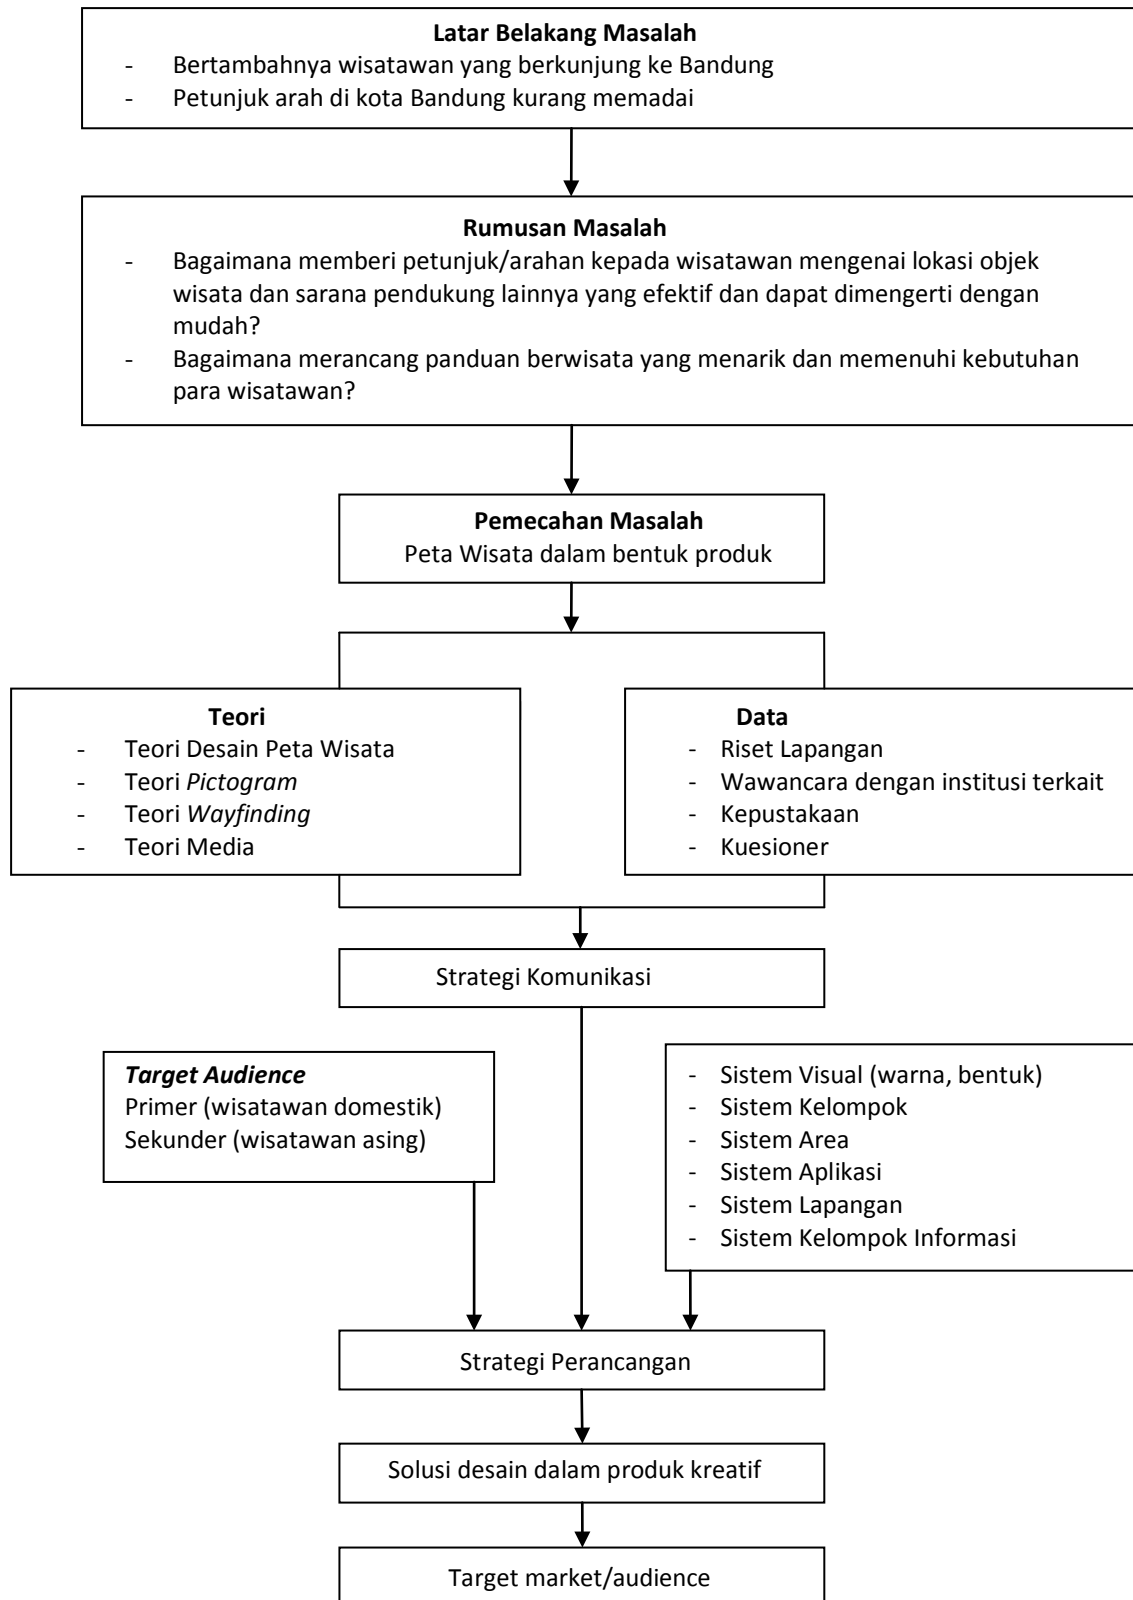 Latar Belakang Masalah
- Bertambahnya wisatawan yang berkunjung ke Bandung
- Petunjuk arah di kota Bandung kurang memadai
Rumusan Masalah
- Bagaimana memberi petunjuk/arahan kepada wisatawan mengenai lokasi objek
wisata dan sarana pendukung lainnya yang efektif dan dapat dimengerti dengan
mudah?
- Bagaimana merancang panduan berwisata yang menarik dan memenuhi kebutuhan
para wisatawan?
Pemecahan Masalah
Peta Wisata dalam bentuk produk
Teori
- Teori Desain Peta Wisata
- Teori Pictogram
- Teori Wayfinding
- Teori Media
Data
- Riset Lapangan
- Wawancara dengan institusi terkait
- Kepustakaan
- Kuesioner
Strategi Komunikasi
Target Audience
Primer (wisatawan domestik)
Sekunder (wisatawan asing)
- Sistem Visual (warna, bentuk)
- Sistem Kelompok
- Sistem Area
- Sistem Aplikasi
- Sistem Lapangan
- Sistem Kelompok Informasi
Strategi Perancangan
Solusi desain dalam produk kreatif
Target market/audience